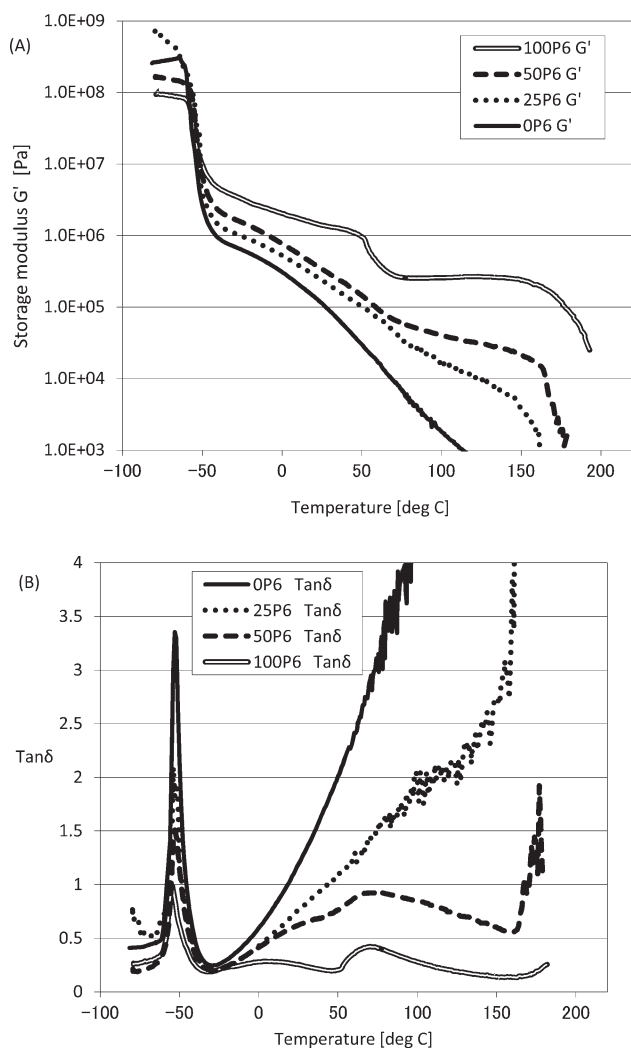 (A)
1.0E+09
1.0E+08
1.0E+07
1.0E+06
1.0E+05
1.0E+04
1.0E+03
Storage modulus G' [Pa]
100P6 G'
50P6 G'
25P6 G'
0P6 G'
−100 −50 0 50 100 150 200
Temperature [deg C]
(B)
4
3.5
3
2.5
2
1.5
1
0.5
0
Tanδ
0P6 Tanδ
25P6 Tanδ
50P6 Tanδ
100P6 Tanδ
−100 −50 0 50 100 150 200
Temperature [deg C]